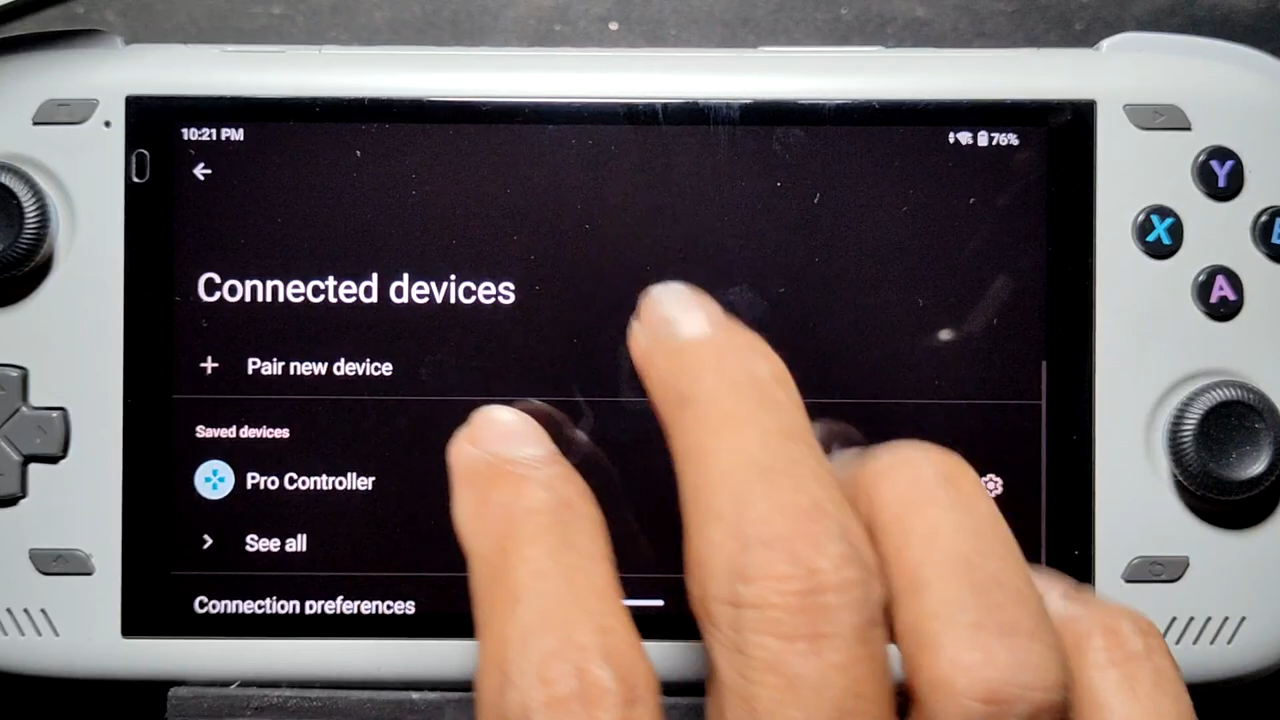 10:21 PM
76%
Connected devices
+ Pair new device
Saved devices
Pro Controller
See all
Connection preferences
Y
X
A